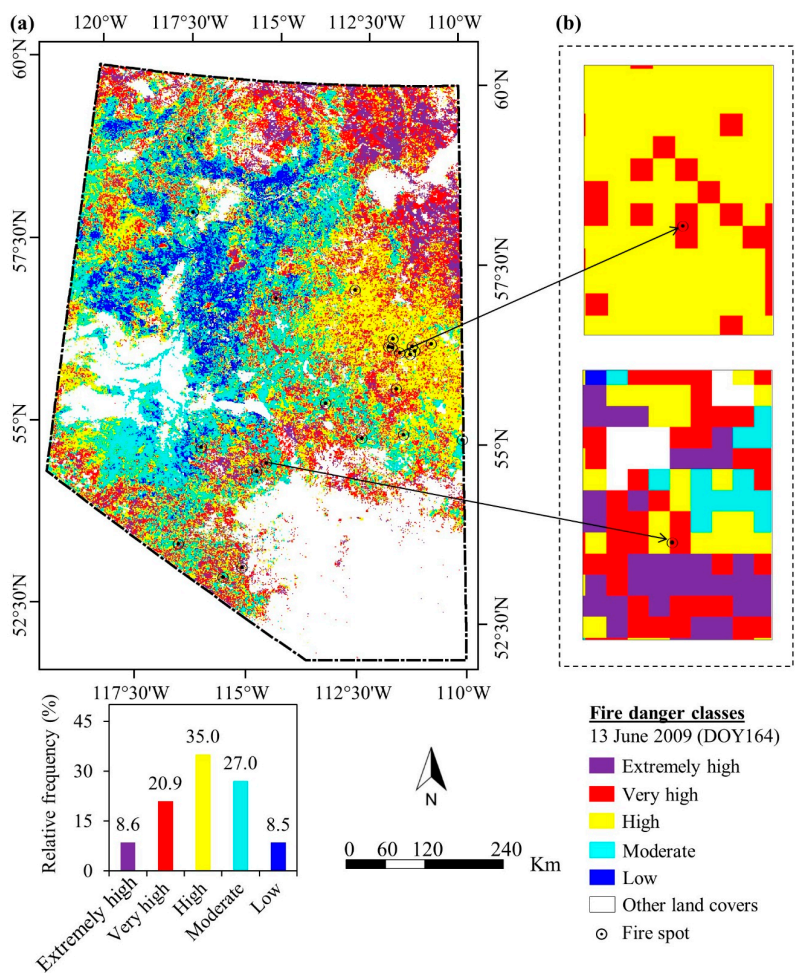 (a)
120°W 117°30'W 115°W 112°30'W 110°W
(b)
60°N
57°30'N
55°N
52°30'N
60°N
57°30'N
55°N
52°30'N
117°30'W 115°W 112°30'W 110°W
Relative frequency (%)
45
30
15
0
8.6
20.9
35.0
27.0
8.5
Extremely high
Very high
High
Moderate
Low
N
0 60 120 240
Km
Fire danger classes
13 June 2009 (DOY164)
Extremely high
Very high
High
Moderate
Low
Other land covers
Fire spot